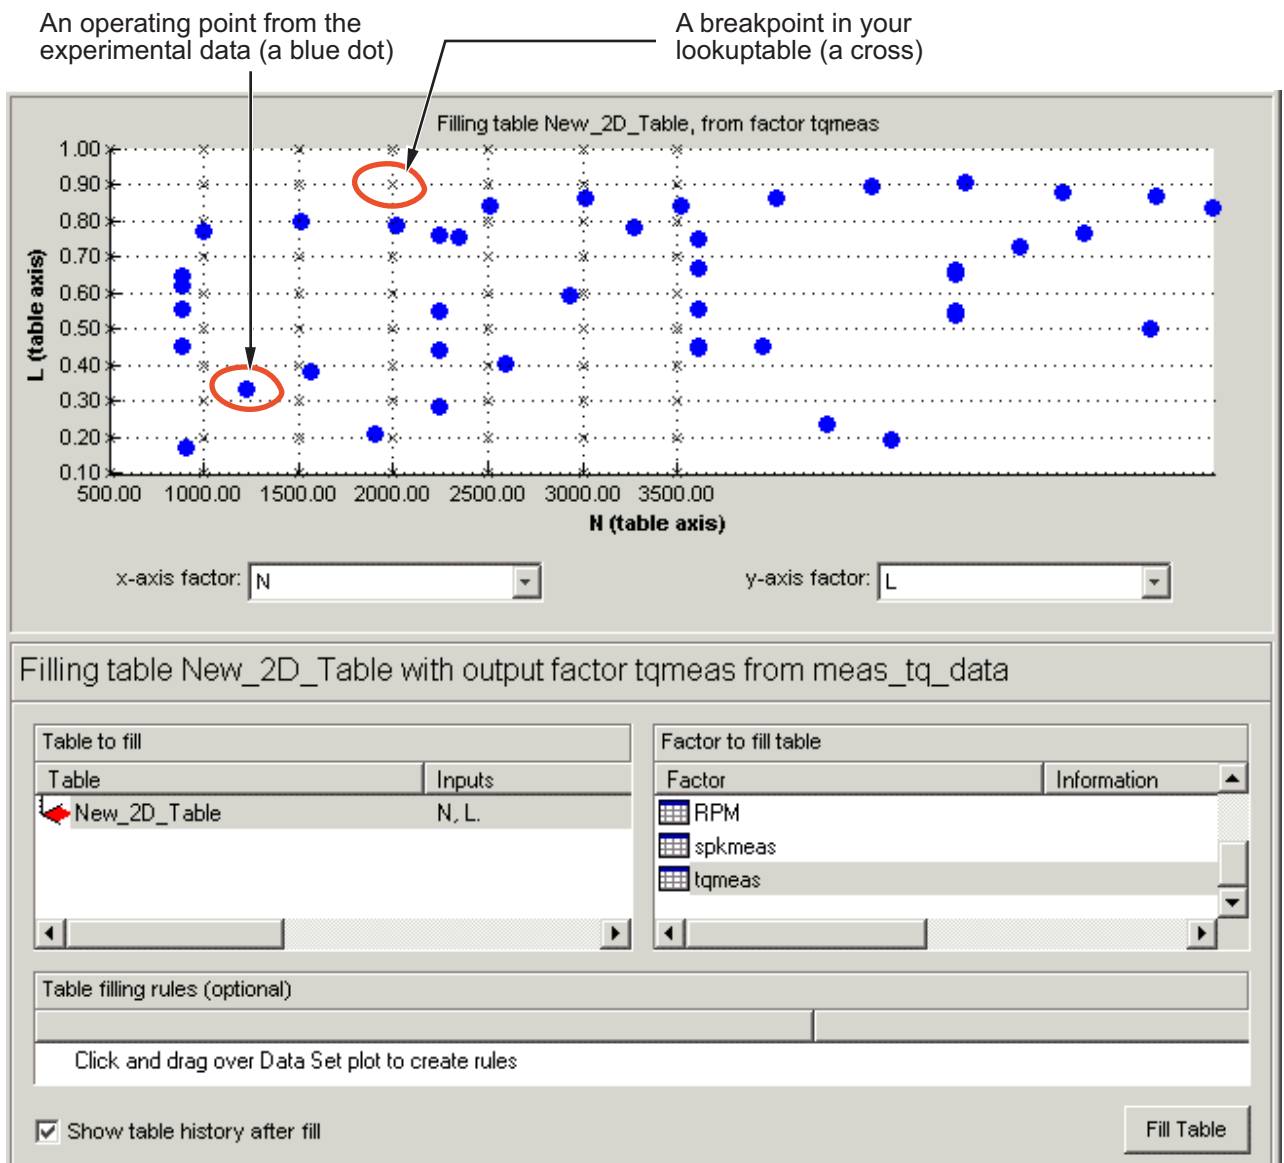 An operating point from the
experimental data (a blue dot)
A breakpoint in your
lookuptable (a cross)
Filling table New_2D_Table, from factor tqmeas
1.00
0.90
0.80
0.70
0.60
0.50
0.40
0.30
0.20
0.10
L (table axis)
500.00 1000.00 1500.00 2000.00 2500.00 3000.00 3500.00
N (table axis)
x-axis factor: N
y-axis factor: L
Filling table New_2D_Table with output factor tqmeas from meas_tq_data
Table to fill
Table Inputs
New_2D_Table N, L.
Factor to fill table
Factor Information
RPM
spkmeas
tqmeas
Table filling rules (optional)
Click and drag over Data Set plot to create rules
Show table history after fill
Fill Table